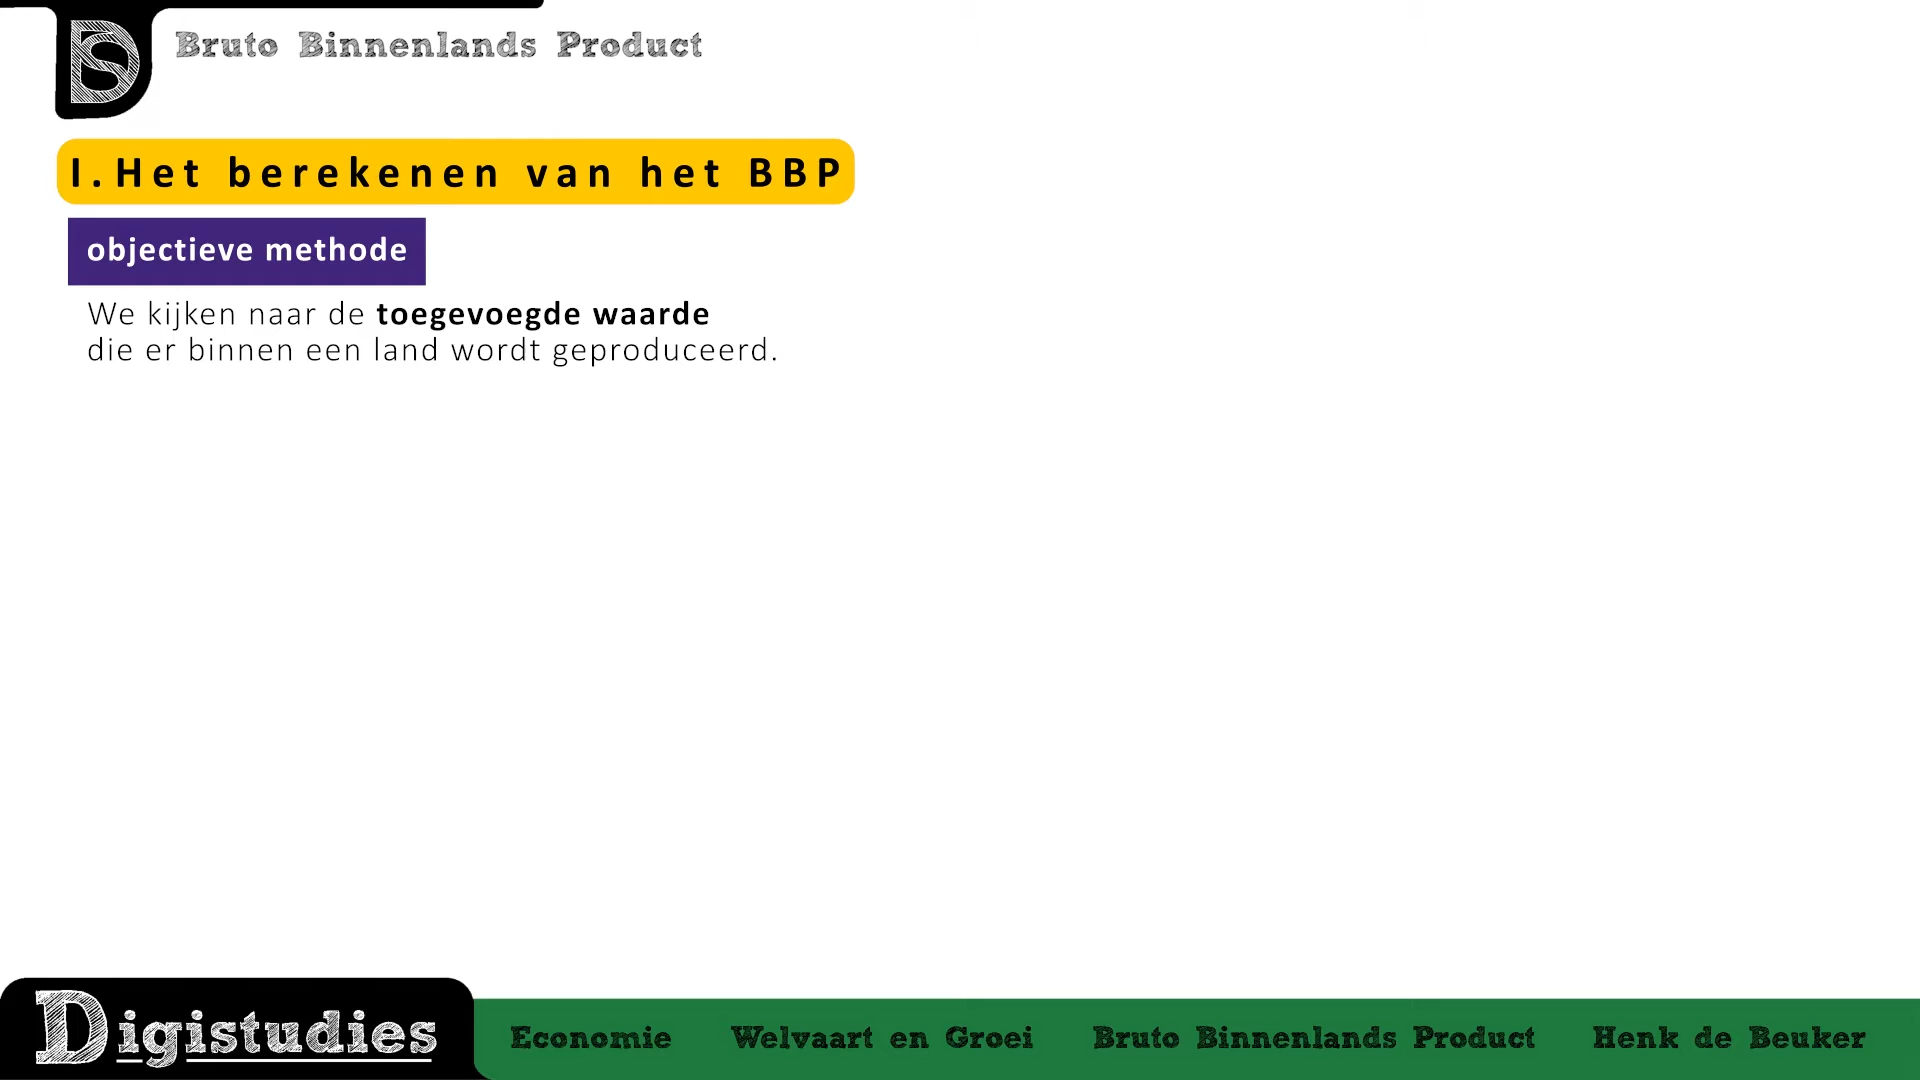 DS
Bruto Binnenlands Product
I.Het berekenen van het BBP
objectieve methode
We kijken naar de toegevoegde waarde
die er binnen een land wordt geproduceerd.
Digistudies
Economie Welvaart en Groei Bruto Binnenlands Product Henk de Beuker